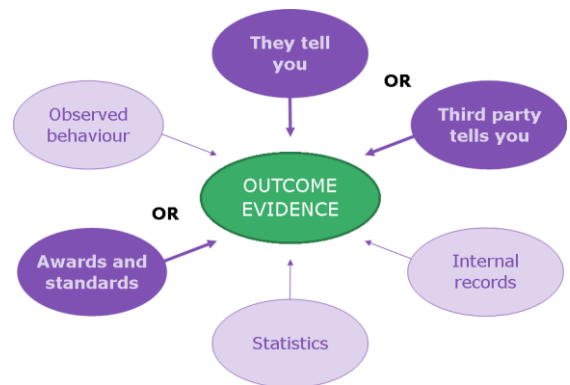 They tell
you
OR
Third party
tells you
Observed
behaviour
OUTCOME
EVIDENCE
OR
Awards and
standards
Internal
records
Statistics